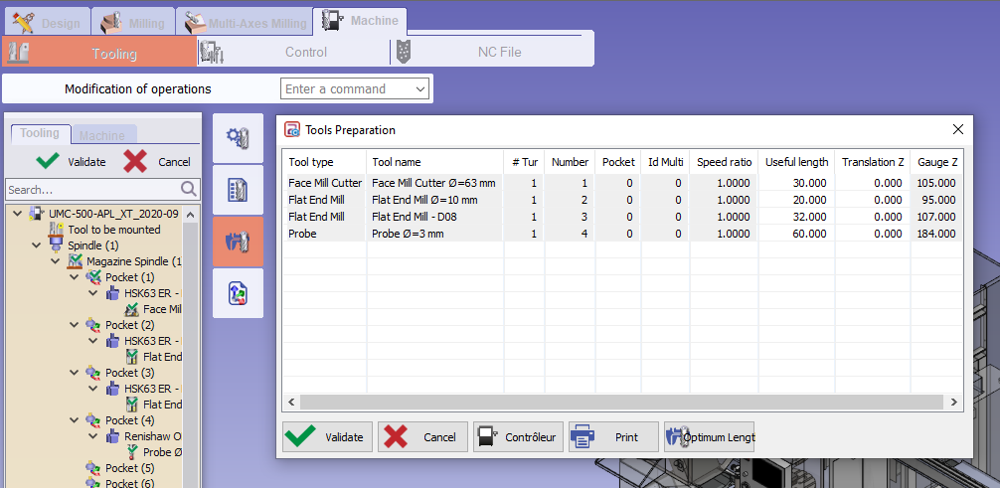 Design Milling Multi-Axes Milling Machine
Tooling Control NC File
Modification of operations Enter a command
Tooling Machine
Validate Cancel
Search...
UMC-500-APL_XT_2020-09
Tool to be mounted
Spindle (1)
Magazine Spindle (1
Pocket (1)
HSK63 ER -
Face Mil
Pocket (2)
HSK63 ER -
Flat End
Pocket (3)
HSK63 ER -
Flat End
Pocket (4)
Renishaw O
Probe Ø
Pocket (5)
Pocket (6)
Tools Preparation
Tool type Tool name # Tur Number Pocket Id Multi Speed ratio Useful length Translation Z Gauge Z
Face Mill Cutter Face Mill Cutter Ø=63 mm 1 1 0 0 1.0000 30.000 0.000 105.000
Flat End Mill Flat End Mill Ø=10 mm 1 2 0 0 1.0000 20.000 0.000 95.000
Flat End Mill Flat End Mill - D08 1 3 0 0 1.0000 32.000 0.000 107.000
Probe Probe Ø=3 mm 1 4 0 0 1.0000 60.000 0.000 184.000
Validate Cancel Contrôleur Print Optimum Lengt